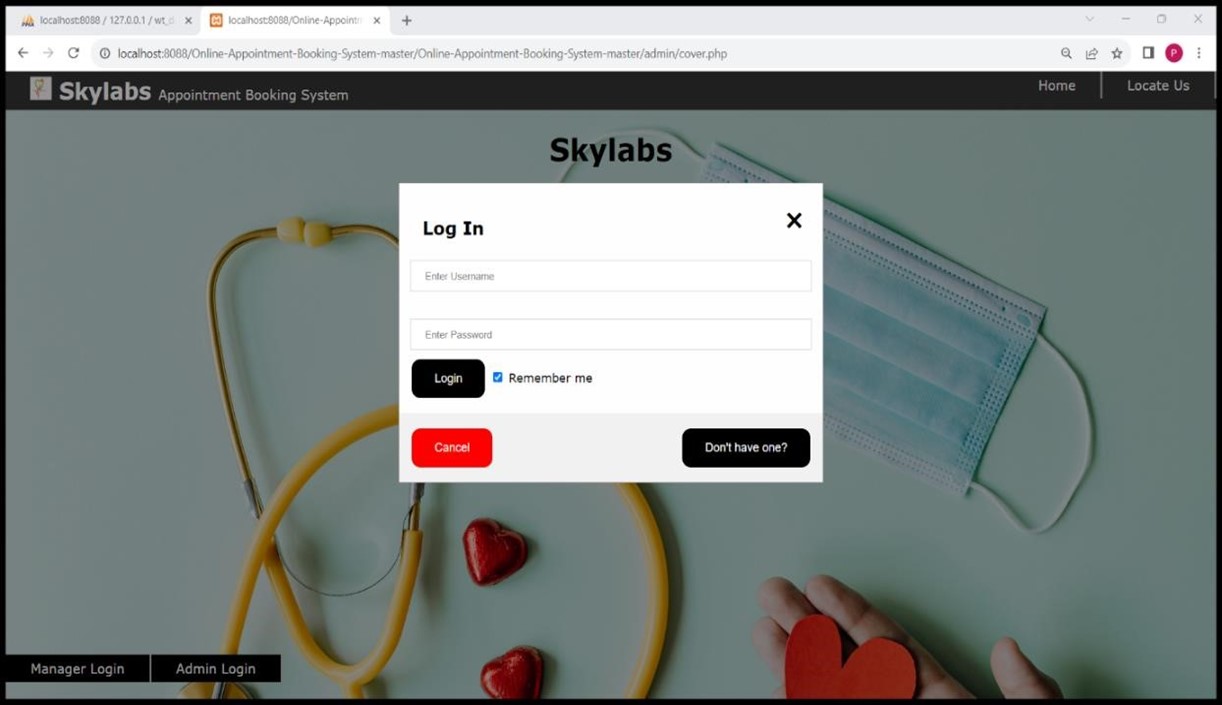 localhost:8088 / 127.0.0.1 / wt_d
localhost:8088/Online-Appointm
localhost:8088/Online-Appointment-Booking-System-master/Online-Appointment-Booking-System-master/admin/cover.php
P
Skylabs Appointment Booking System
Home
Locate Us
Skylabs
Log In
Enter Username
Enter Password
Login
Remember me
Cancel
Don't have one?
Manager Login
Admin Login